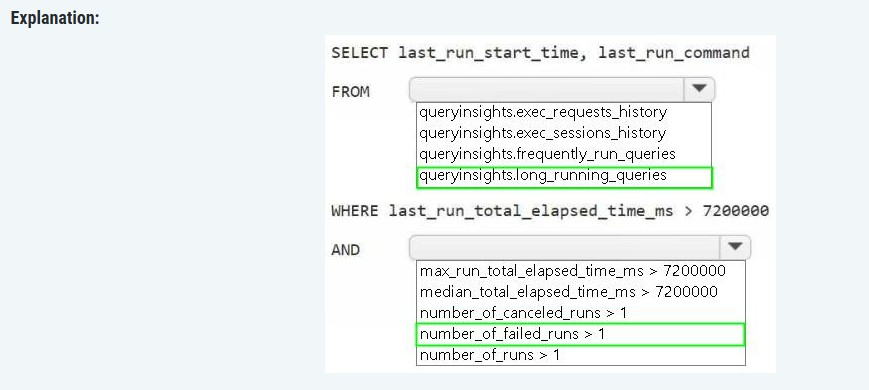 Explanation:
SELECT last_run_start_time, last_run_command
FROM
queryinsights.exec_requests_history
queryinsights.exec_sessions_history
queryinsights.frequently_run_queries
queryinsights.long_running_queries
WHERE last_run_total_elapsed_time_ms > 7200000
AND
max_run_total_elapsed_time_ms > 7200000
median_total_elapsed_time_ms > 7200000
number_of_canceled_runs > 1
number_of_failed_runs > 1
number_of_runs > 1